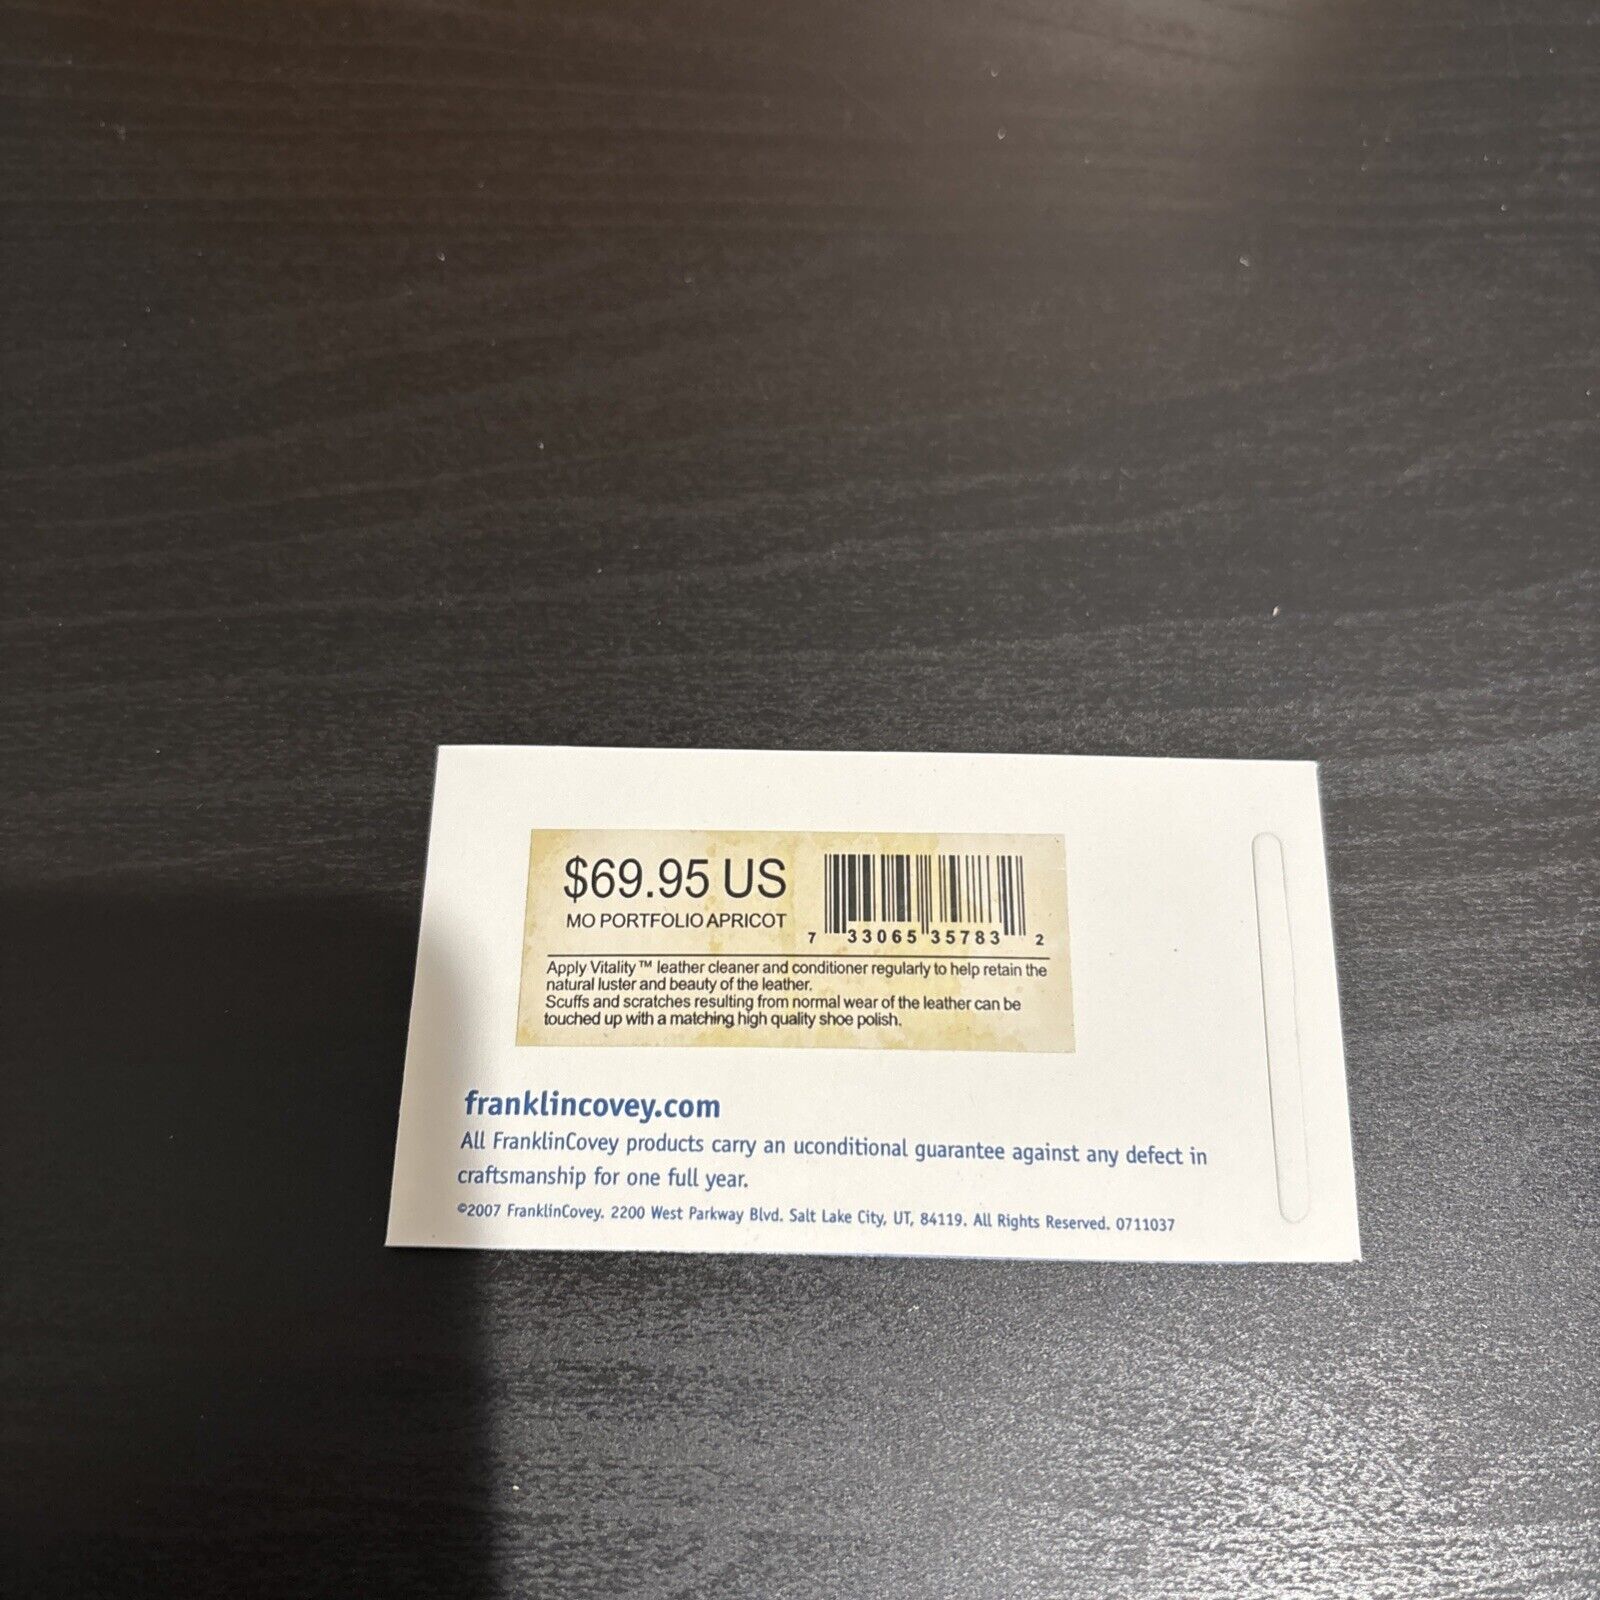 $69.95 US
MO PORTFOLIO APRICOT
7 33065 35783 2
Apply Vitality™ leather cleaner and conditioner regularly to help retain the
natural luster and beauty of the leather.
Scuffs and scratches resulting from normal wear of the leather can be
touched up with a matching high quality shoe polish.
franklincovey.com
All FranklinCovey products carry an uconditional guarantee against any defect in
craftsmanship for one full year.
©2007 FranklinCovey. 2200 West Parkway Blvd. Salt Lake City, UT, 84119. All Rights Reserved. 0711037